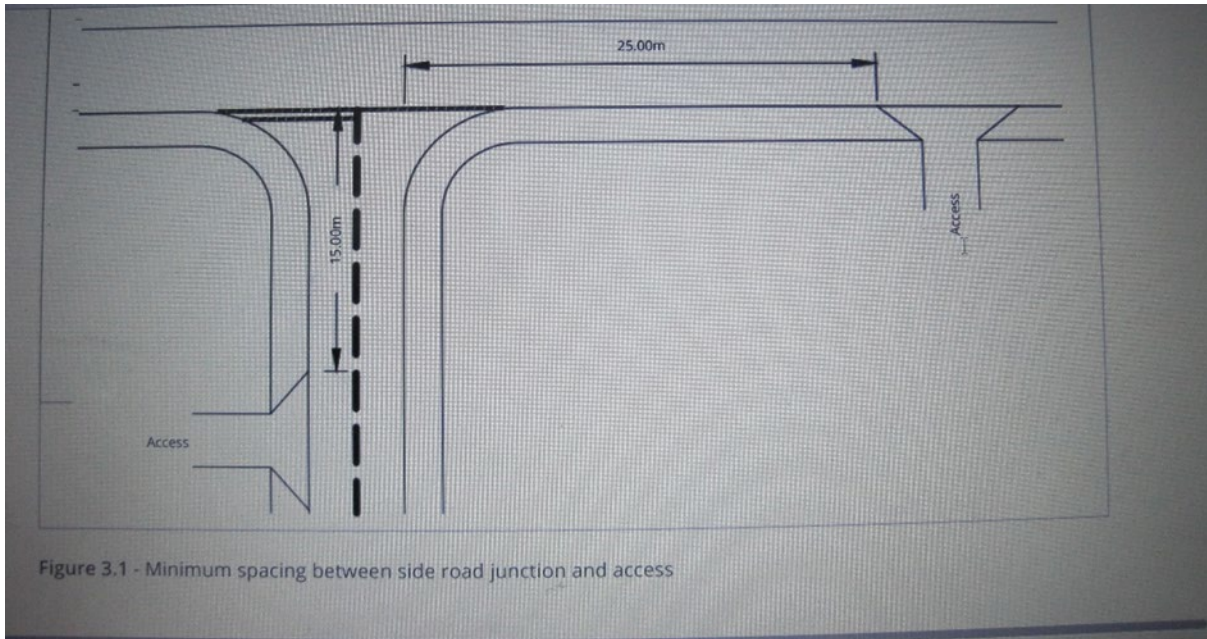 25.00m
15.00m
Access
Access
Figure 3.1 - Minimum spacing between side road junction and access